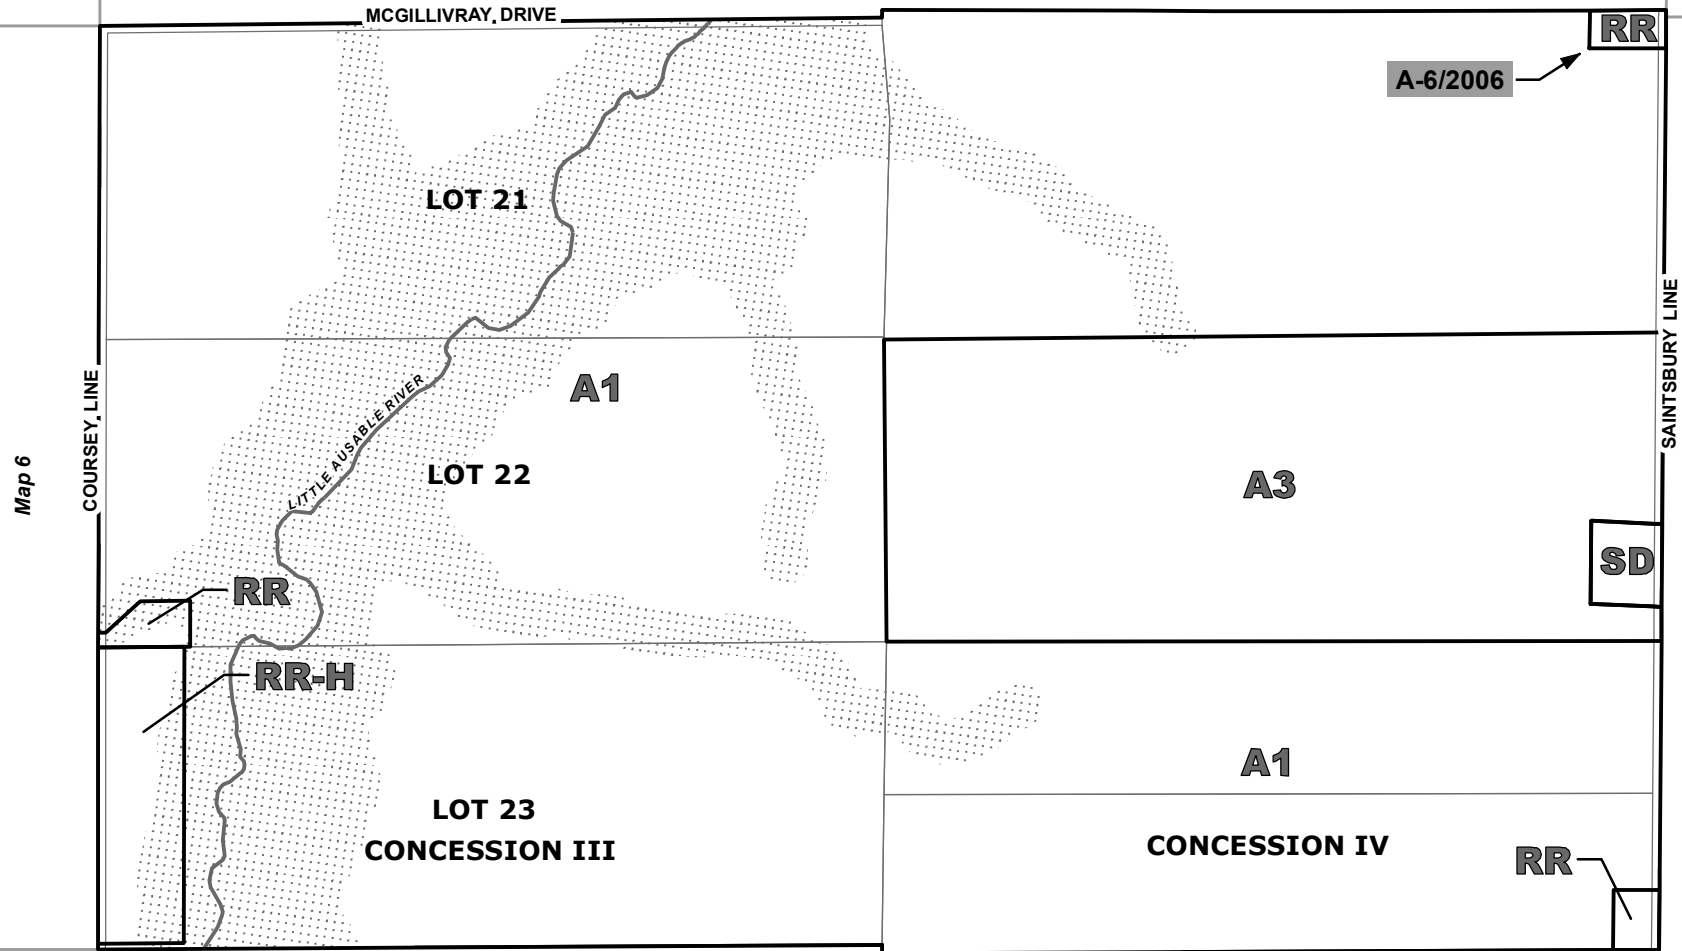 MCGILLIVRAY DRIVE
RR
A-6/2006
LOT 21
SAINTSBURY LINE
COURSEY LINE
Map 6
LITTLE AUSABLE RIVER
A1
LOT 22
A3
SD
RR
RR-H
A1
LOT 23
CONCESSION III
CONCESSION IV
RR